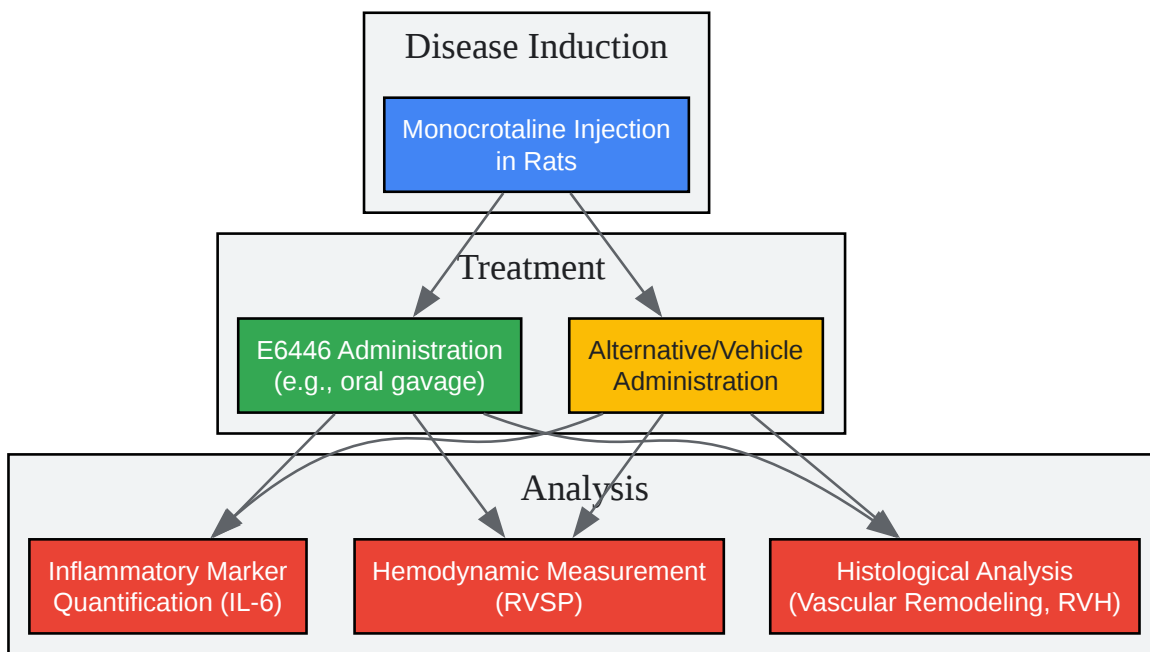 Disease Induction
Monocrotaline Injection
in Rats
Treatment
E6446 Administration
(e.g., oral gavage)
Alternative/Vehicle
Administration
Analysis
Inflammatory Marker
Quantification (IL-6)
Hemodynamic Measurement
(RVSP)
Histological Analysis
(Vascular Remodeling, RVH)